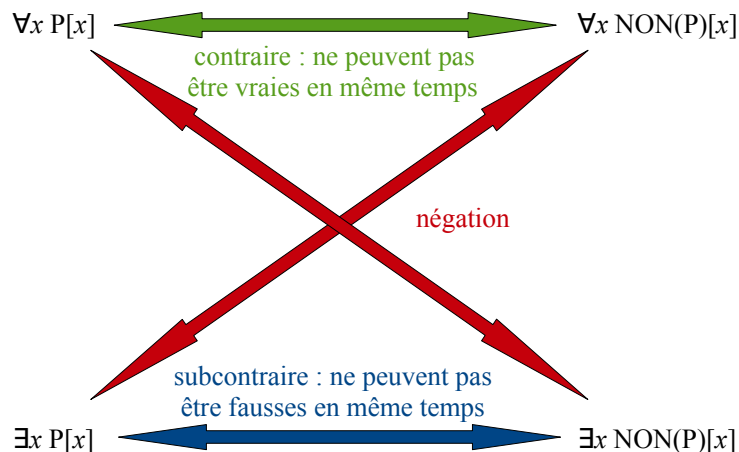 ∀x P[x]
∀x NON(P)[x]
contraire : ne peuvent pas
être vraies en même temps
négation
subcontraire : ne peuvent pas
être fausses en même temps
∃x P[x]
∃x NON(P)[x]